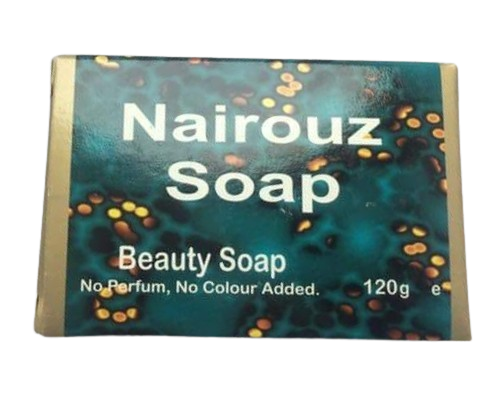 Nairouz
Soap
Beauty Soap
No Perfum, No Colour Added. 120g e